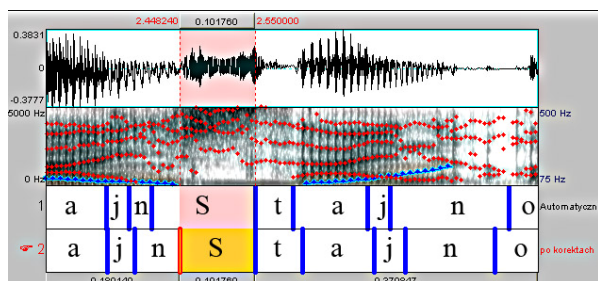 2.448240 0.101760 2.550000
0.3831
0
-0.3777
5000 Hz 500 Hz
0 Hz 75 Hz
1 a j n S t a j n o Automatyczn
2 a j n S t a j n o po korektach
0.180140 0.101760 0.370847